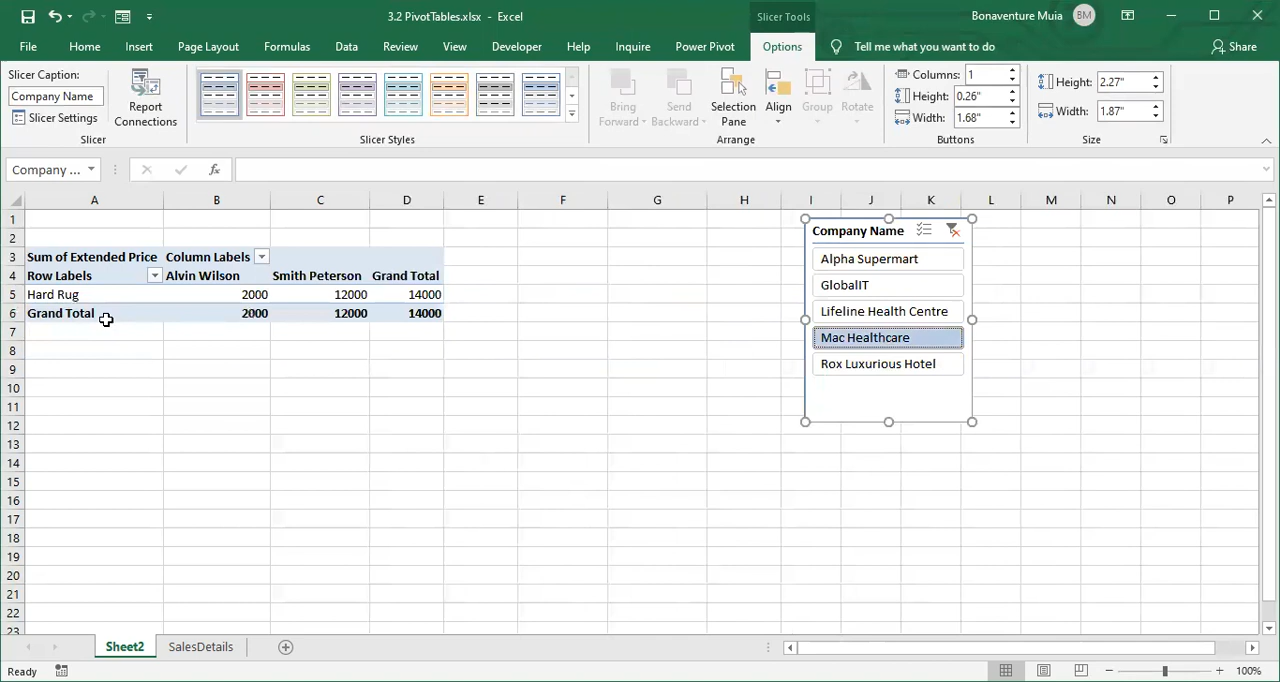 3.2 PivotTables.xlsx - Excel
Slicer Tools
Bonaventure Muia BM
File Home Insert Page Layout Formulas Data Review View Developer Help Inquire Power Pivot Options Tell me what you want to do Share
Slicer Caption:
Company Name
Slicer Settings
Report Connections
Slicer
Slicer Styles
Bring Forward
Send Backward
Selection Pane
Align
Group
Rotate
Arrange
Columns: 1
Height: 0.26"
Width: 1.68"
Buttons
Height: 2.27"
Width: 1.87"
Size
Company ... fx
A B C D E F G H I J K L M N O P
1
2
3 Sum of Extended Price Column Labels
4 Row Labels Alvin Wilson Smith Peterson Grand Total
5 Hard Rug 2000 12000 14000
6 Grand Total 2000 12000 14000
7
8
9
10
11
12
13
14
15
16
17
18
19
20
21
22
23
Company Name
Alpha Supermart
GlobalIT
Lifeline Health Centre
Mac Healthcare
Rox Luxurious Hotel
Sheet2 SalesDetails
Ready 100%